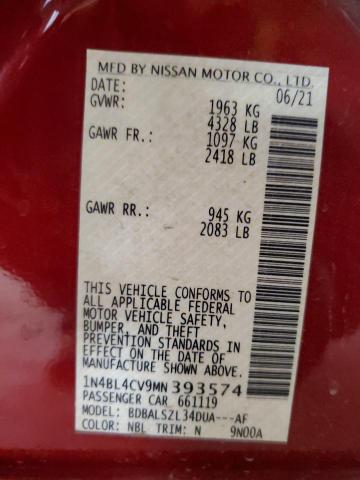 MFD BY NISSAN MOTOR CO., LTD.
DATE: 06/21
GVWR: 1963 KG
4328 LB
GAWR FR.: 1097 KG
2418 LB
GAWR RR.: 945 KG
2083 LB
THIS VEHICLE CONFORMS TO
ALL APPLICABLE FEDERAL
MOTOR VEHICLE SAFETY,
BUMPER, AND THEFT
PREVENTION STANDARDS IN
EFFECT ON THE DATE OF
MANUFACTURE SHOWN ABOVE.
1N4BL4CV9MN393574
PASSENGER CAR 661119
MODEL: BDBALSZL34DUA---AF
COLOR: NBL TRIM: N 9N00A